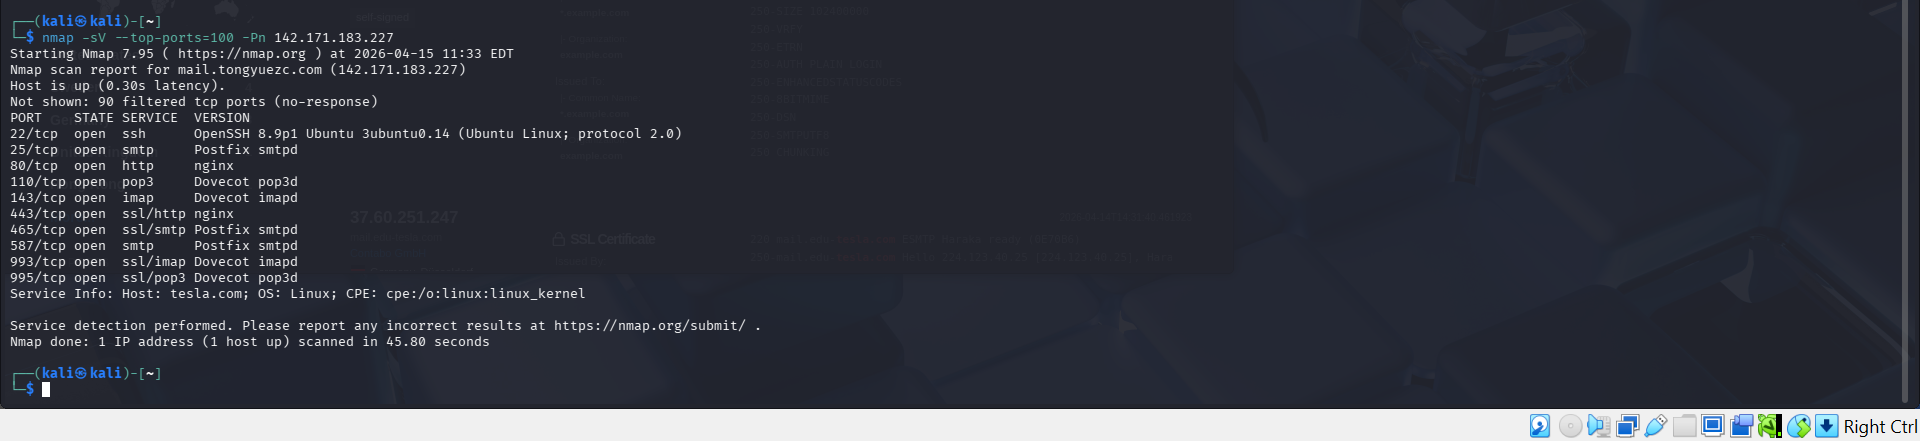 ┌──(kali㉿kali)-[~]
└─$ nmap -sV --top-ports=100 -Pn 142.171.183.227
Starting Nmap 7.95 ( https://nmap.org ) at 2026-04-15 11:33 EDT
Nmap scan report for mail.tongyuezc.com (142.171.183.227)
Host is up (0.30s latency).
Not shown: 90 filtered tcp ports (no-response)
PORT    STATE SERVICE  VERSION
22/tcp  open  ssh      OpenSSH 8.9p1 Ubuntu 3ubuntu0.14 (Ubuntu Linux; protocol 2.0)
25/tcp  open  smtp     Postfix smtpd
80/tcp  open  http     nginx
110/tcp open  pop3     Dovecot pop3d
143/tcp open  imap     Dovecot imapd
443/tcp open  ssl/http nginx
465/tcp open  ssl/smtp Postfix smtpd
587/tcp open  smtp     Postfix smtpd
993/tcp open  ssl/imap Dovecot imapd
995/tcp open  ssl/pop3 Dovecot pop3d
Service Info: Host: tesla.com; OS: Linux; CPE: cpe:/o:linux:linux_kernel
Service detection performed. Please report any incorrect results at https://nmap.org/submit/ .
Nmap done: 1 IP address (1 host up) scanned in 45.80 seconds
┌──(kali㉿kali)-[~]
└─$
self-signed
37.60.251.247
SSL Certificate
Right Ctrl